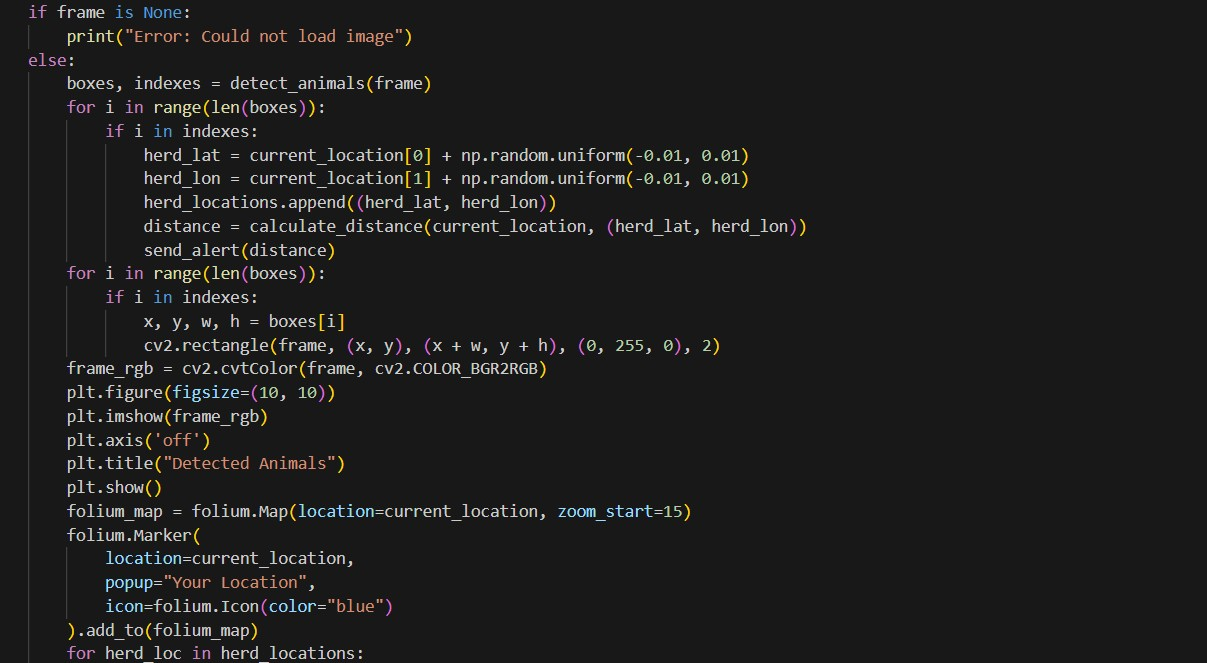 if frame is None:
    print("Error: Could not load image")
else:
    boxes, indexes = detect_animals(frame)
    for i in range(len(boxes)):
        if i in indexes:
            herd_lat = current_location[0] + np.random.uniform(-0.01, 0.01)
            herd_lon = current_location[1] + np.random.uniform(-0.01, 0.01)
            herd_locations.append((herd_lat, herd_lon))
            distance = calculate_distance(current_location, (herd_lat, herd_lon))
            send_alert(distance)
    for i in range(len(boxes)):
        if i in indexes:
            x, y, w, h = boxes[i]
            cv2.rectangle(frame, (x, y), (x + w, y + h), (0, 255, 0), 2)
    frame_rgb = cv2.cvtColor(frame, cv2.COLOR_BGR2RGB)
    plt.figure(figsize=(10, 10))
    plt.imshow(frame_rgb)
    plt.axis('off')
    plt.title("Detected Animals")
    plt.show()
    folium_map = folium.Map(location=current_location, zoom_start=15)
    folium.Marker(
        location=current_location,
        popup="Your Location",
        icon=folium.Icon(color="blue")
    ).add_to(folium_map)
    for herd_loc in herd_locations: